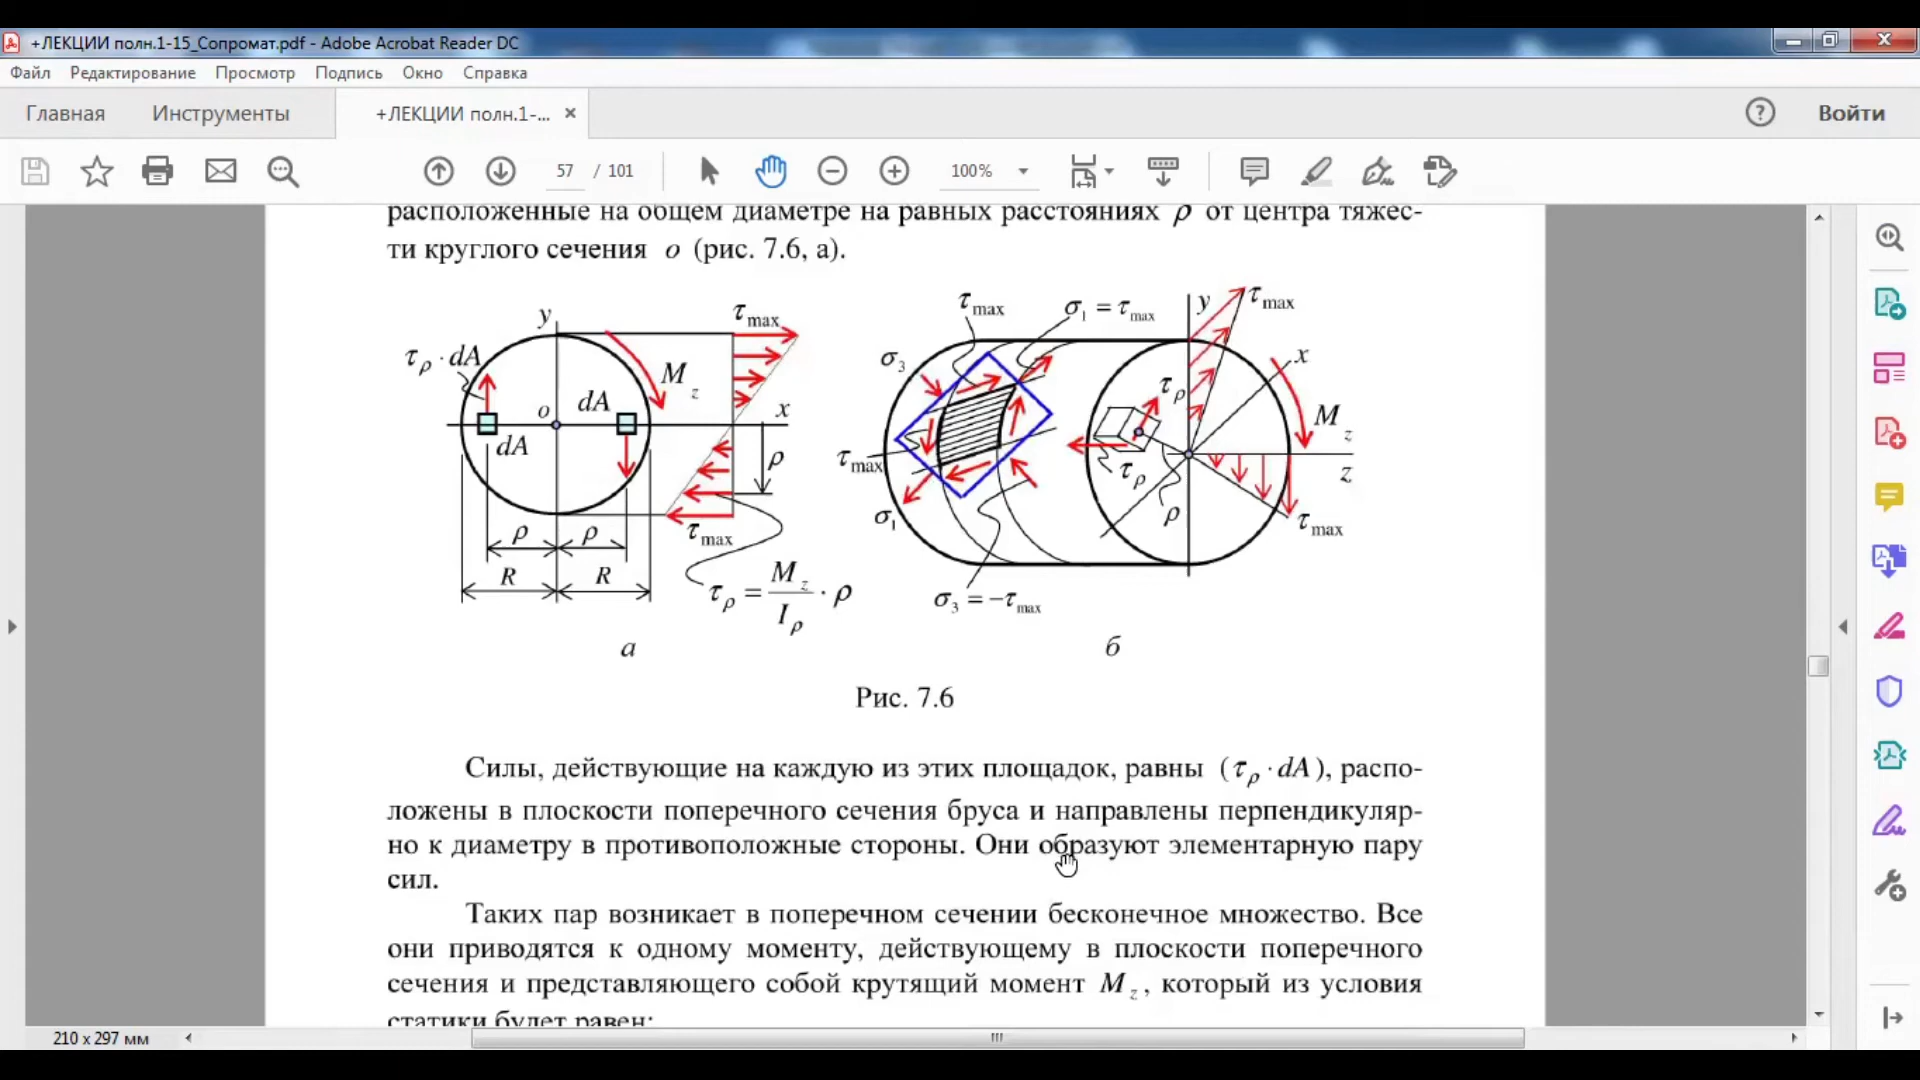 +ЛЕКЦИИ полн.1-15_Сопромат.pdf - Adobe Acrobat Reader DC
Файл Редактирование Просмотр Подпись Окно Справка
Главная Инструменты +ЛЕКЦИИ полн.1-... × ? Войти
57 / 101 100%
расположенные на общем диаметре на равных расстояниях ρ от центра тяжес-
ти круглого сечения o (рис. 7.6, а).
y τmax
τρ · dA
Mz
o dA x
dA
ρ
ρ ρ
τmax
R R
τρ = Mz / Iρ · ρ
а
τmax σ1 = τmax y τmax
σ3 x
τρ
Mz
τmax
τρ z
σ1 ρ τmax
σ3 = −τmax
б
Рис. 7.6
Силы, действующие на каждую из этих площадок, равны (τρ · dA), распо-
ложены в плоскости поперечного сечения бруса и направлены перпендикуляр-
но к диаметру в противоположные стороны. Они образуют элементарную пару
сил.
Таких пар возникает в поперечном сечении бесконечное множество. Все
они приводятся к одному моменту, действующему в плоскости поперечного
сечения и представляющего собой крутящий момент Mz, который из условия
статики будет равен:
210 x 297 мм